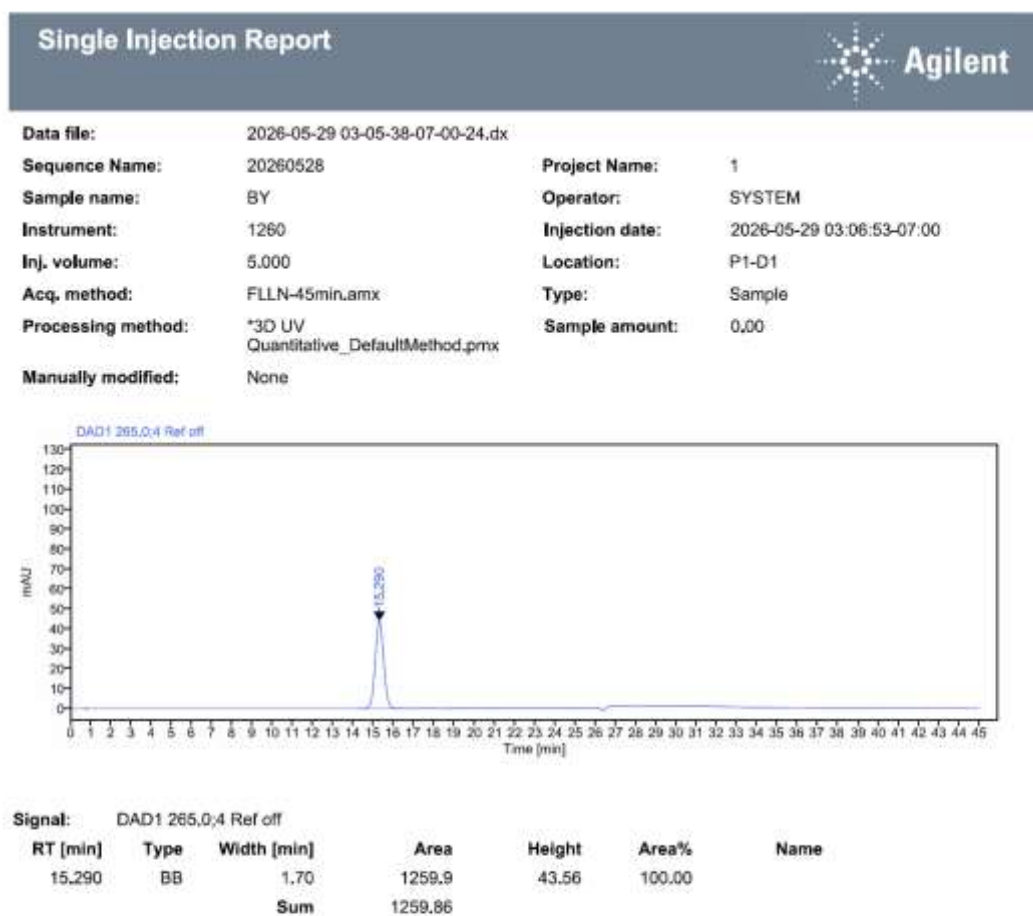 Single Injection Report
Agilent
Data file: 2026-05-29 03-05-38-07-00-24.dx
Sequence Name: 20260528 Project Name: 1
Sample name: BY Operator: SYSTEM
Instrument: 1260 Injection date: 2026-05-29 03:06:53-07:00
Inj. volume: 5.000 Location: P1-D1
Acq. method: FLLN-45min.amx Type: Sample
Processing method: *3D UV Sample amount: 0.00
Quantitative_DefaultMethod.pmx
Manually modified: None
DAD1 265,0;4 Ref off
130
120
110
100
90
80
70
60
50
40
30
20
10
0
mAU
15.290
0 1 2 3 4 5 6 7 8 9 10 11 12 13 14 15 16 17 18 19 20 21 22 23 24 25 26 27 28 29 30 31 32 33 34 35 36 37 38 39 40 41 42 43 44 45
Time [min]
Signal: DAD1 265,0;4 Ref off
RT [min] Type Width [min] Area Height Area% Name
15.290 BB 1.70 1259.9 43.56 100.00
Sum 1259.86